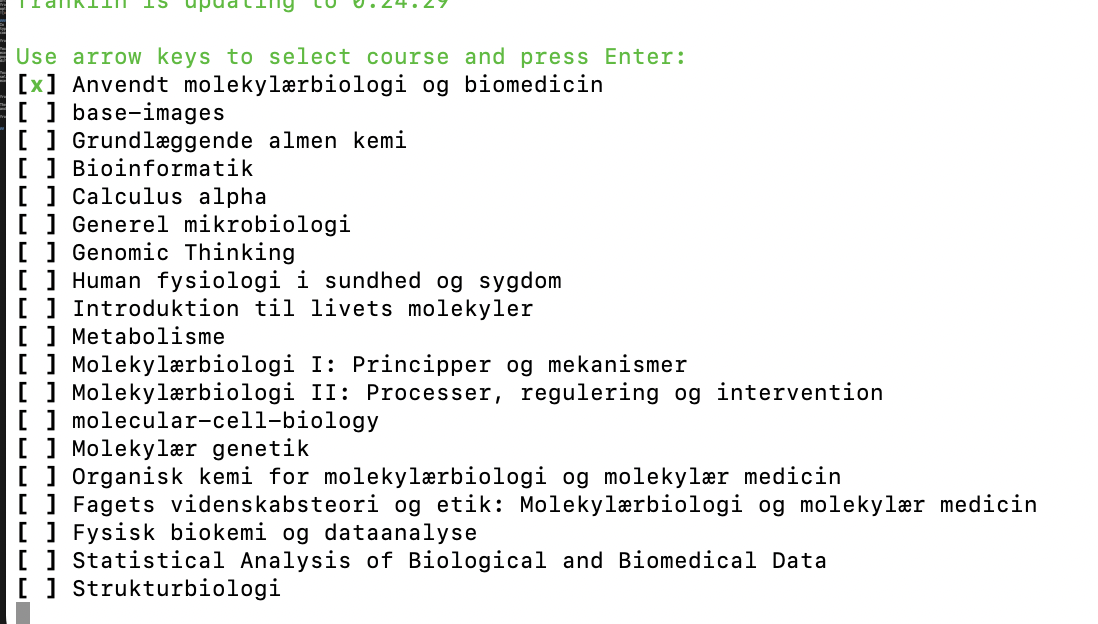 franklin is updating to 0.24.29
Use arrow keys to select course and press Enter:
[x] Anvendt molekylærbiologi og biomedicin
[ ] base-images
[ ] Grundlæggende almen kemi
[ ] Bioinformatik
[ ] Calculus alpha
[ ] Generel mikrobiologi
[ ] Genomic Thinking
[ ] Human fysiologi i sundhed og sygdom
[ ] Introduktion til livets molekyler
[ ] Metabolisme
[ ] Molekylærbiologi I: Principper og mekanismer
[ ] Molekylærbiologi II: Processer, regulering og intervention
[ ] molecular-cell-biology
[ ] Molekylær genetik
[ ] Organisk kemi for molekylærbiologi og molekylær medicin
[ ] Fagets videnskabsteori og etik: Molekylærbiologi og molekylær medicin
[ ] Fysisk biokemi og dataanalyse
[ ] Statistical Analysis of Biological and Biomedical Data
[ ] Strukturbiologi